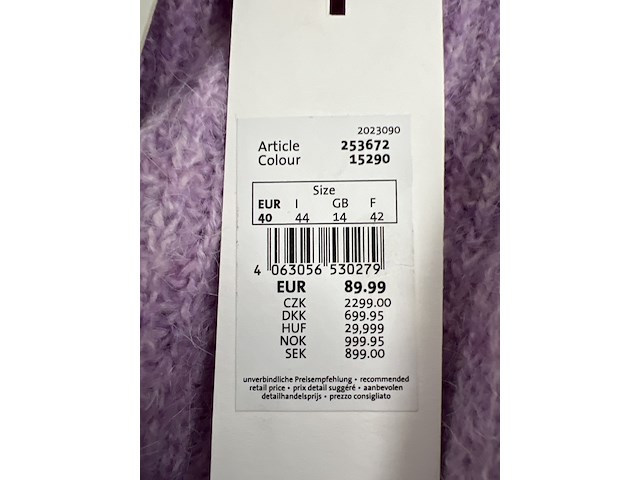 2023090
Article 253672
Colour 15290
Size
EUR I GB F
40 44 14 42
4 063056 530279
EUR 89.99
CZK 2299.00
DKK 699.95
HUF 29,999
NOK 999.95
SEK 899.00
unverbindliche Preisempfehlung • recommended
retail price • prix detail suggéré • aanbevolen
detailhandelsprijs • prezzo consigliato